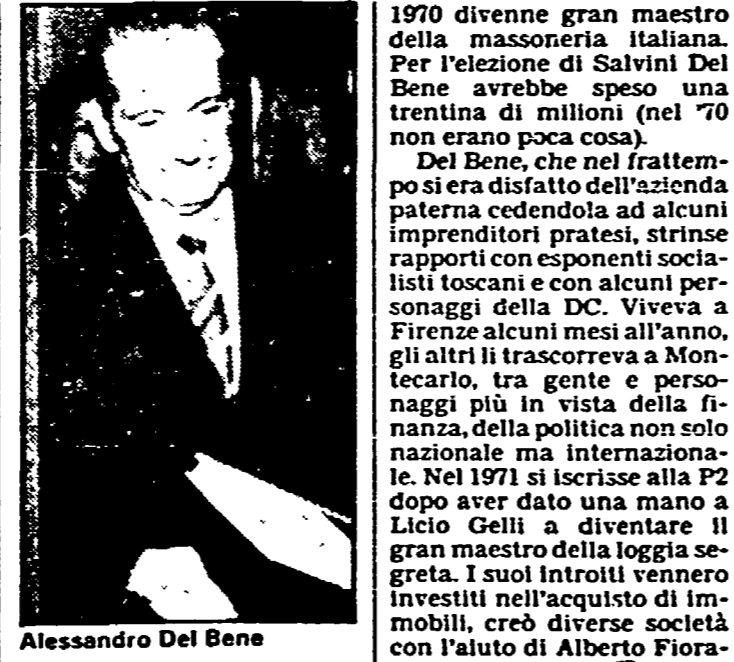 1970 divenne gran maestro
della massoneria italiana.
Per l'elezione di Salvini Del
Bene avrebbe speso una
trentina di milioni (nel '70
non erano poca cosa).
Del Bene, che nel frattem-
po si era disfatto dell'azienda
paterna cedendola ad alcuni
imprenditori pratesi, strinse
rapporti con esponenti socia-
listi toscani e con alcuni per-
sonaggi della DC. Viveva a
Firenze alcuni mesi all'anno,
gli altri li trascorreva a Mon-
tecarlo, tra gente e perso-
naggi più in vista della fi-
nanza, della politica non solo
nazionale ma internaziona-
le. Nel 1971 si iscrisse alla P2
dopo aver dato una mano a
Licio Gelli a diventare il
gran maestro della loggia se-
greta. I suoi introiti vennero
investiti nell'acquisto di im-
mobili, creò diverse società
con l'aiuto di Alberto Fiora-
Alessandro Del Bene